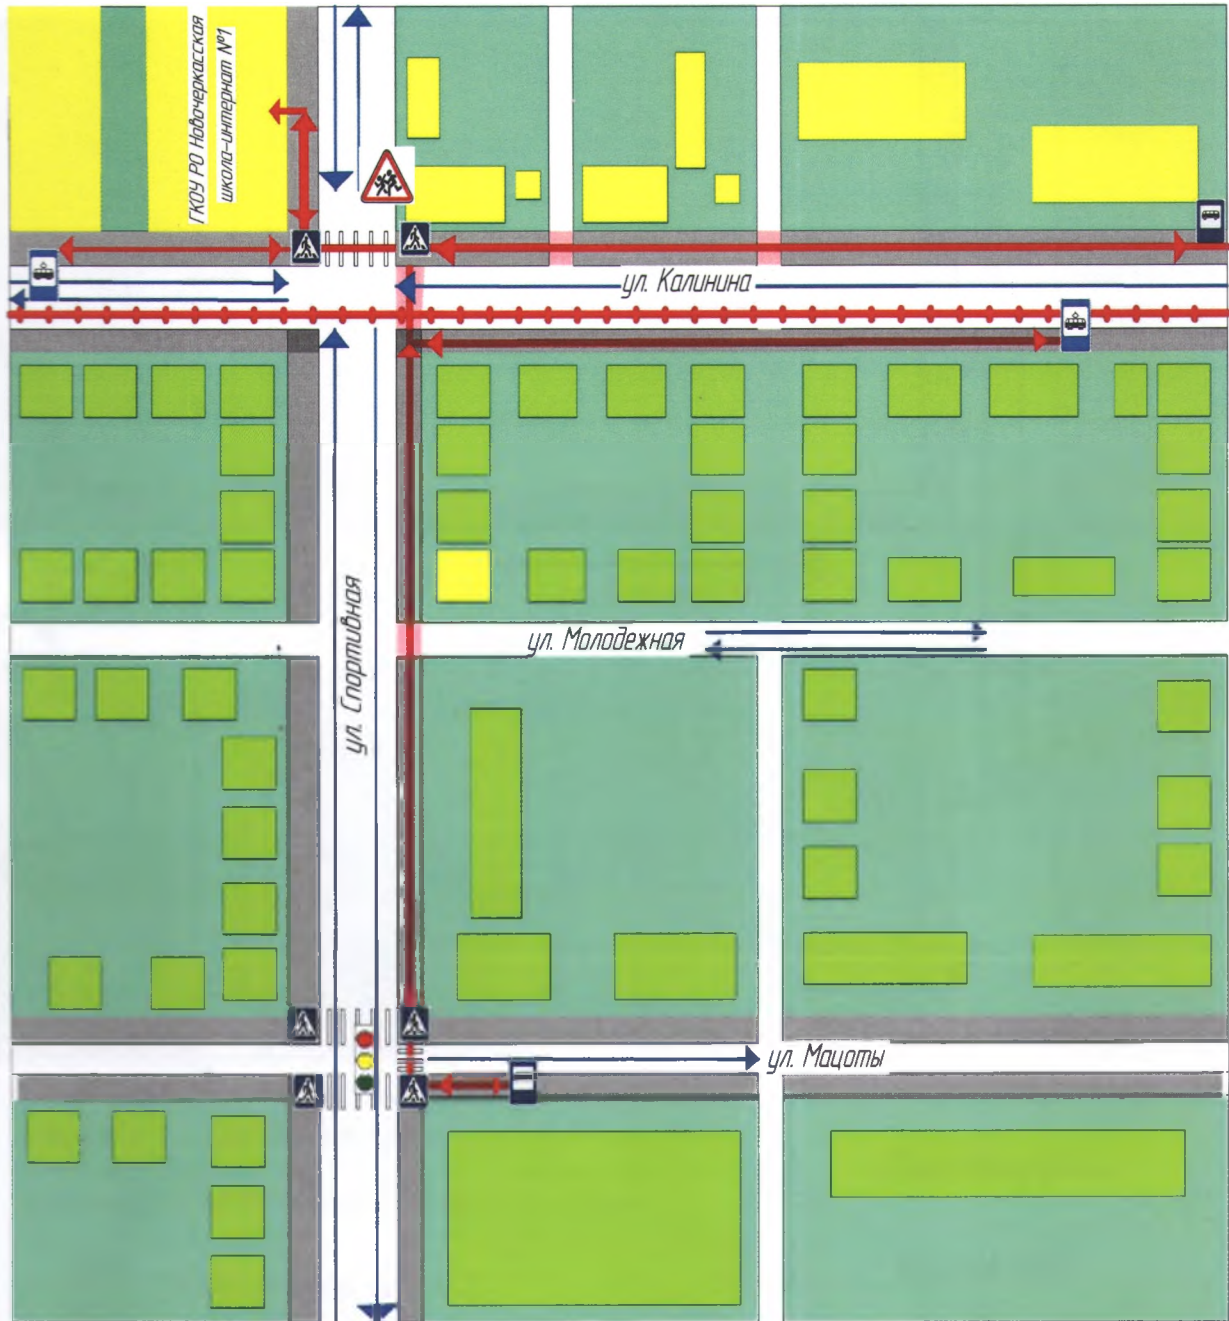 ГКОУ РО Новочеркасская
школа-интернат №1
ул. Калинина
ул. Спортивная
ул. Молодежная
ул. Мацоты